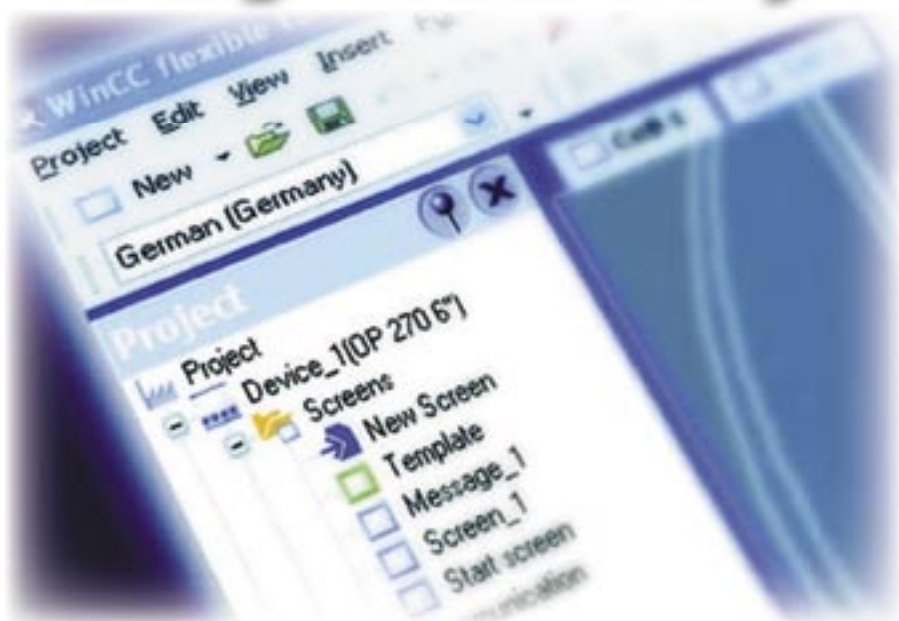 WinCC flexible
Project Edit View Insert
New
German (Germany)
Project
Project
Device_1(OP 270 6")
Screens
New Screen
Template
Message_1
Screen_1
Start screen